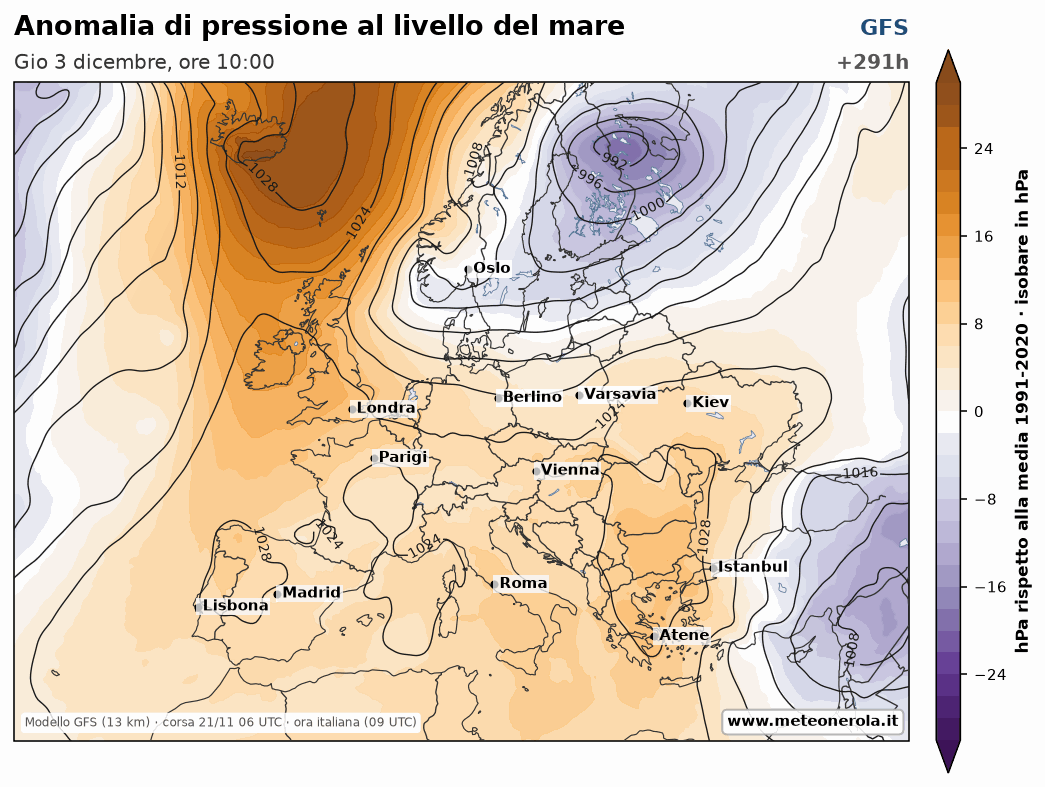 Anomalia di pressione al livello del mare
GFS
Gio 3 dicembre, ore 10:00
+291h
1012
1028
1024
1008
992
996
1000
Oslo
24
16
8
0
−8
−16
−24
hPa rispetto alla media 1991-2020 · isobare in hPa
Londra
Berlino
Varsavia
Kiev
1024
Parigi
Vienna
1016
1028
1024
1024
1028
Istanbul
Lisbona
Madrid
Roma
Atene
1008
Modello GFS (13 km) · corsa 21/11 06 UTC · ora italiana (09 UTC)
www.meteonerola.it